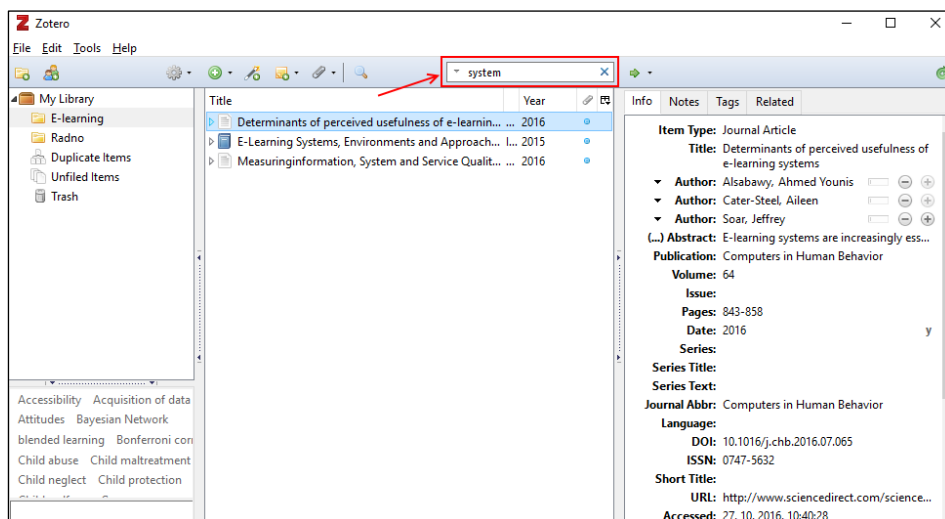 Zotero
File Edit Tools Help
system
My Library
E-learning
Radno
Duplicate Items
Unfiled Items
Trash
Title Year
Determinants of perceived usefulness of e-learnin... ... 2016
E-Learning Systems, Environments and Approach... I... 2015
Measuringinformation, System and Service Qualit... ... 2016
Accessibility Acquisition of data
Attitudes Bayesian Network
blended learning Bonferroni corr
Child abuse Child maltreatment
Child neglect Child protection
Info Notes Tags Related
Item Type: Journal Article
Title: Determinants of perceived usefulness of
e-learning systems
Author: Alsabawy, Ahmed Younis
Author: Cater-Steel, Aileen
Author: Soar, Jeffrey
(...) Abstract: E-learning systems are increasingly ess...
Publication: Computers in Human Behavior
Volume: 64
Issue:
Pages: 843-858
Date: 2016 y
Series:
Series Title:
Series Text:
Journal Abbr: Computers in Human Behavior
Language:
DOI: 10.1016/j.chb.2016.07.065
ISSN: 0747-5632
Short Title:
URL: http://www.sciencedirect.com/science...
Accessed: 27. 10. 2016. 10:40:28